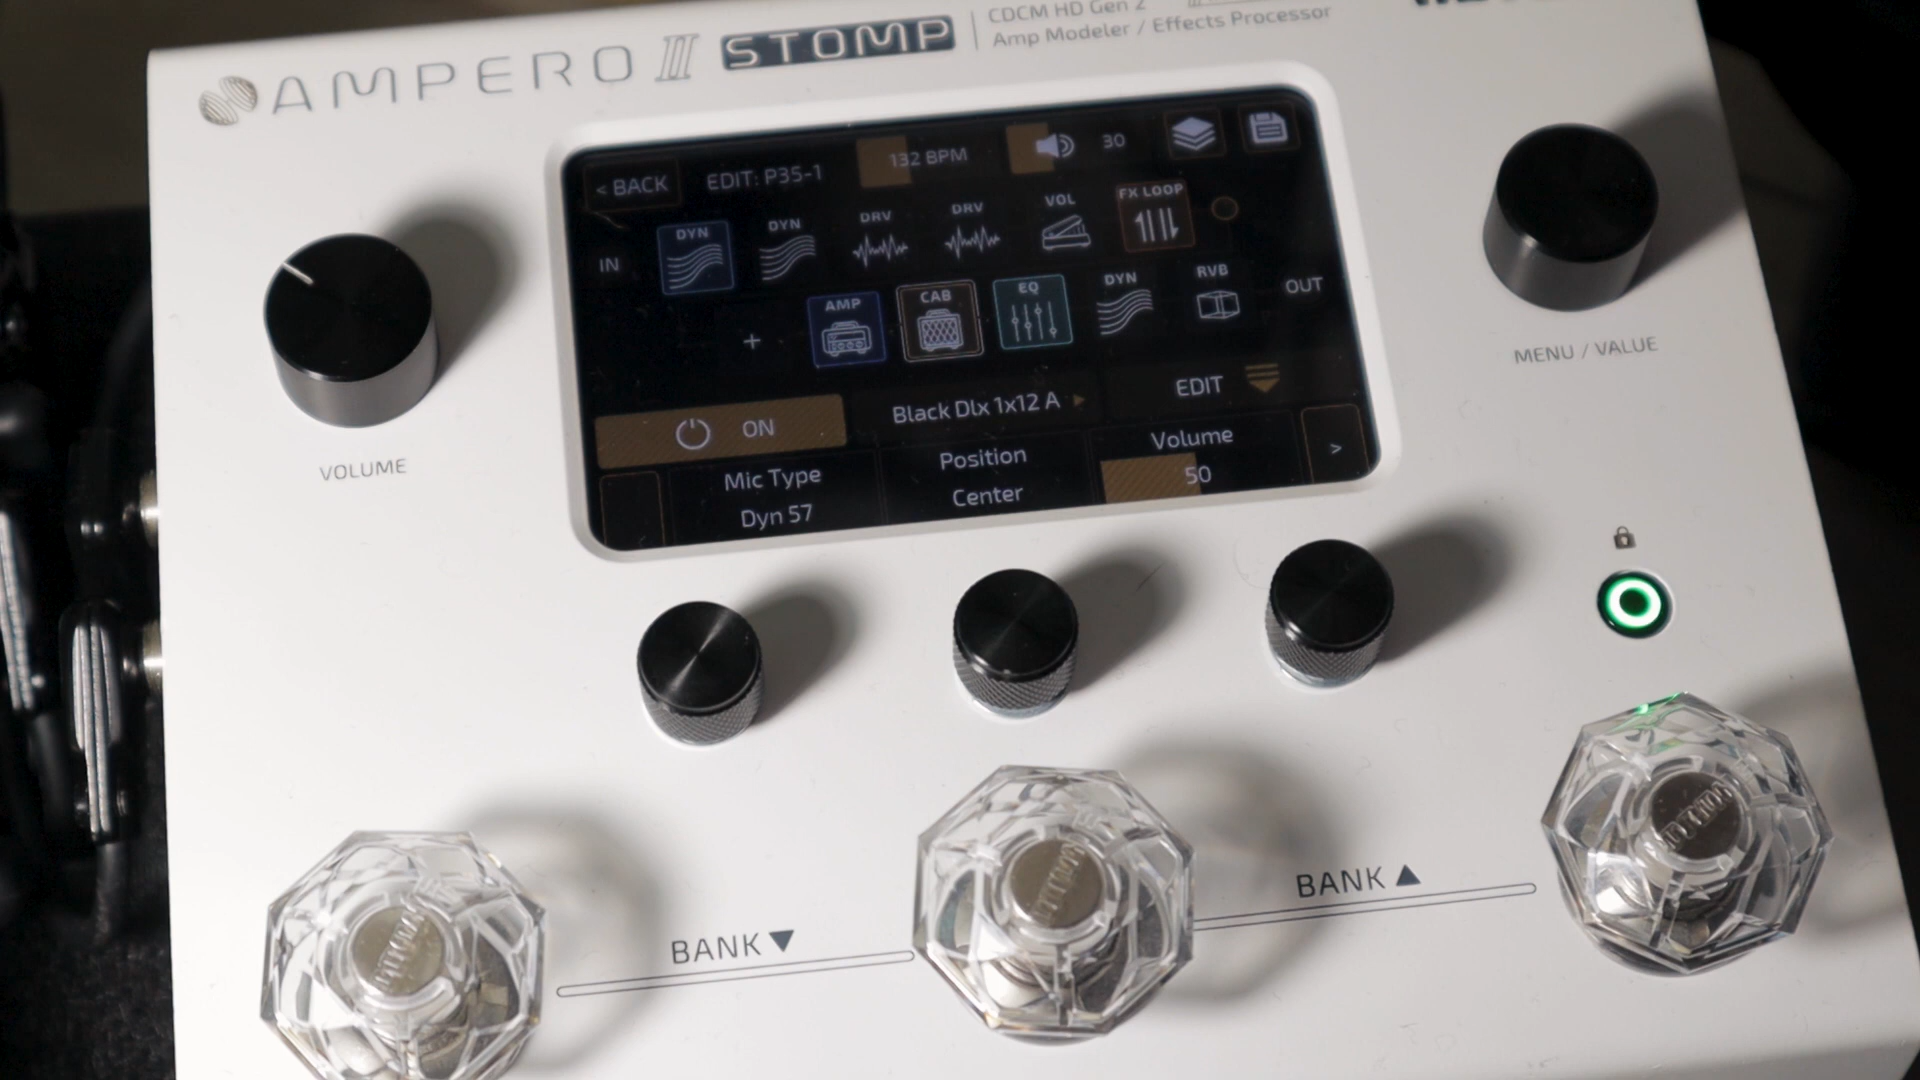 AMPERO II STOMP
CDCM HD Gen 2
Amp Modeler / Effects Processor
< BACK
EDIT: P35-1
132 BPM
30
IN
DYN
DYN
DRV
DRV
VOL
FX LOOP
+
AMP
CAB
EQ
DYN
RVB
OUT
ON
Black Dlx 1x12 A
EDIT
Mic Type
Dyn 57
Position
Center
Volume
50
>
VOLUME
MENU / VALUE
BANK ▼
BANK ▲